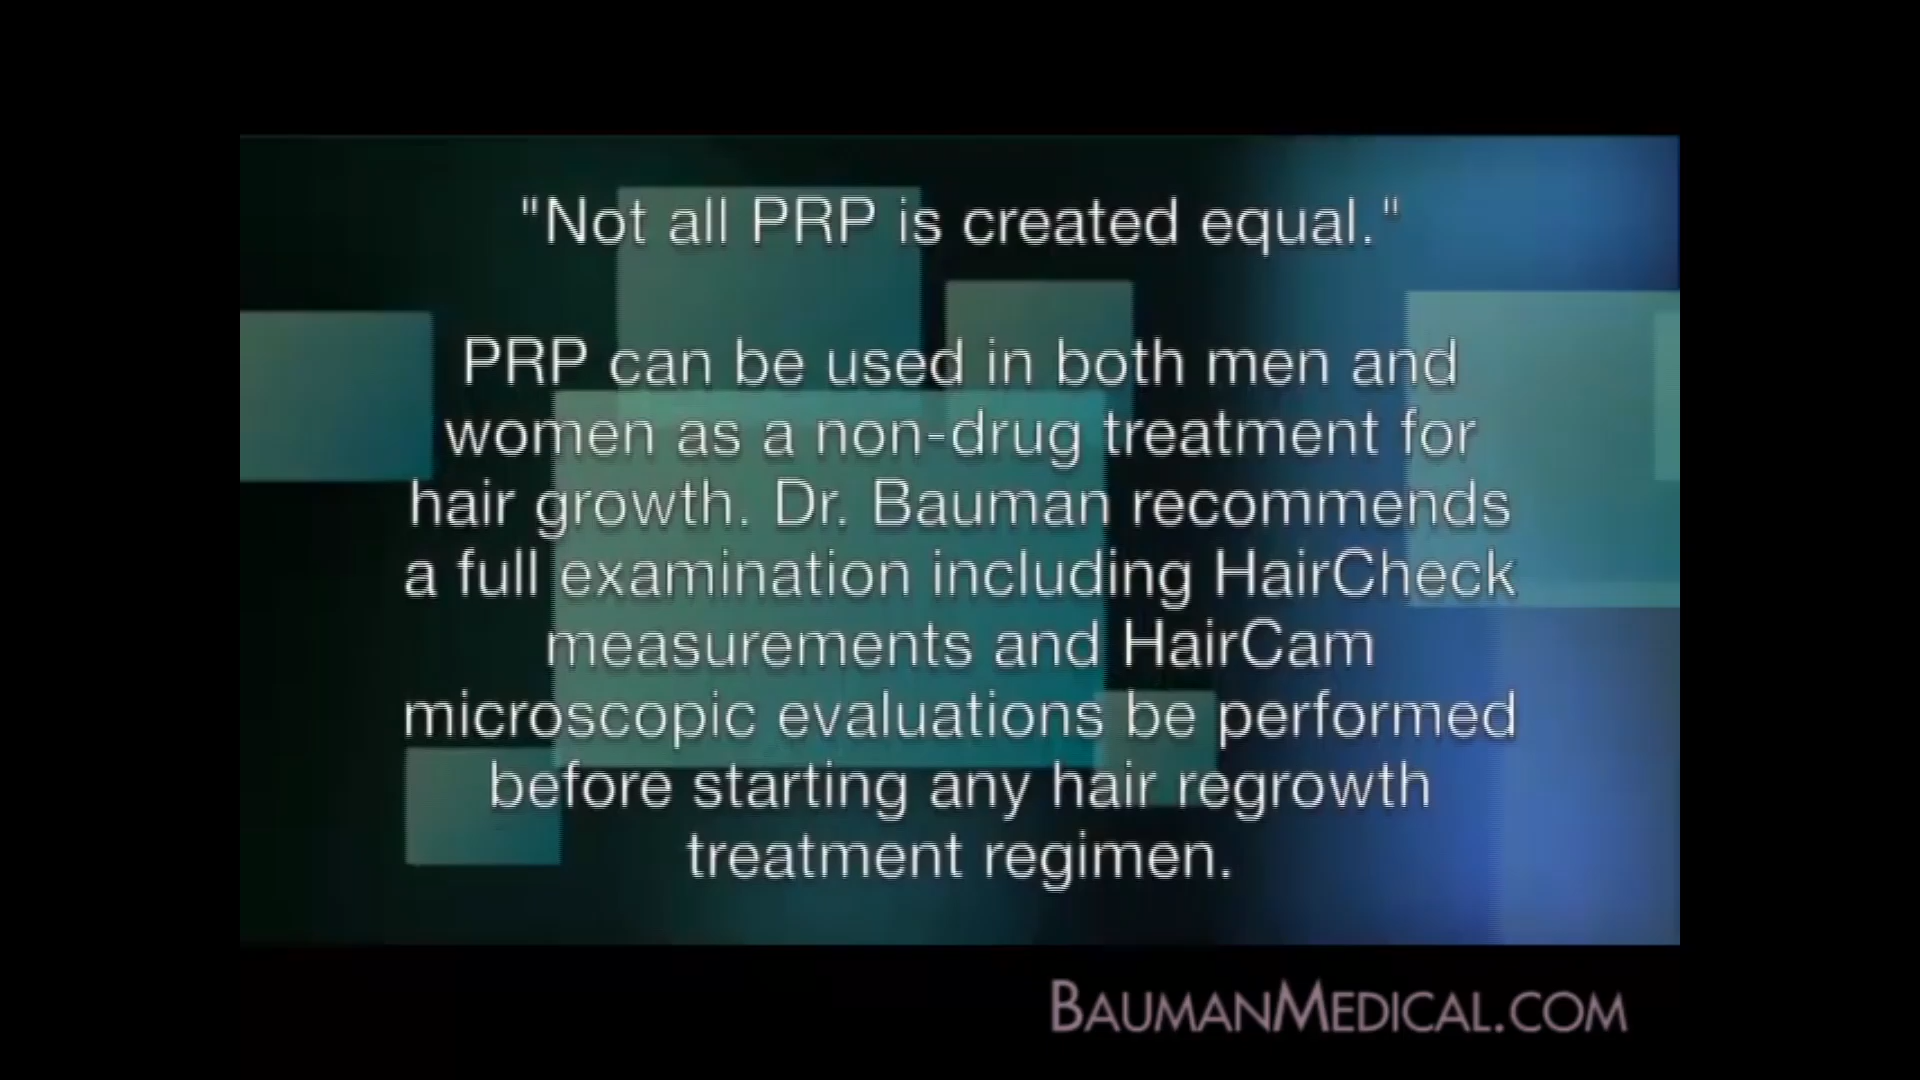 "Not all PRP is created equal."
PRP can be used in both men and
women as a non-drug treatment for
hair growth. Dr. Bauman recommends
a full examination including HairCheck
measurements and HairCam
microscopic evaluations be performed
before starting any hair regrowth
treatment regimen.
BAUMANMEDICAL.COM